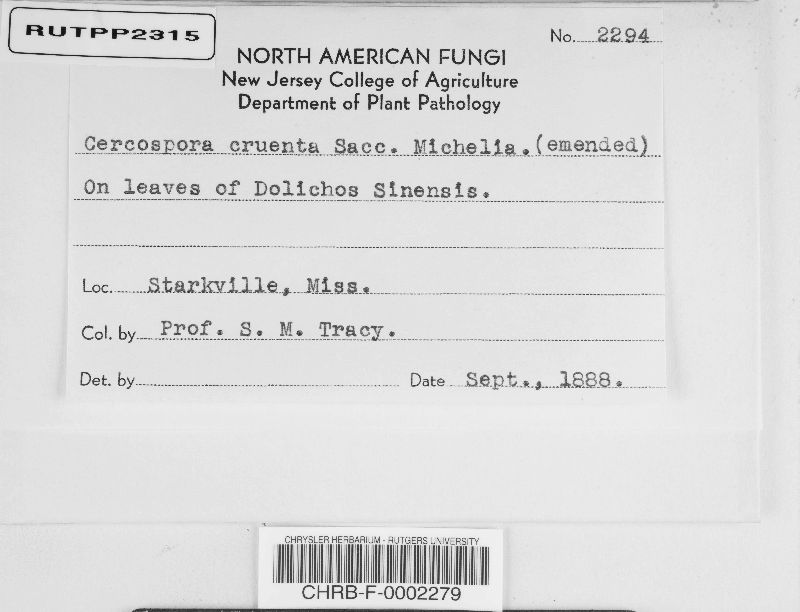 RUTPP2315
No. 2294
NORTH AMERICAN FUNGI
New Jersey College of Agriculture
Department of Plant Pathology
Cercospora cruenta Sacc. Michelia. (emended)
On leaves of Dolichos Sinensis.
Loc. Starkville, Miss.
Col. by Prof. S. M. Tracy.
Det. by
Date Sept., 1888.
CHRYSLER HERBARIUM - RUTGERS UNIVERSITY
CHRB-F-0002279